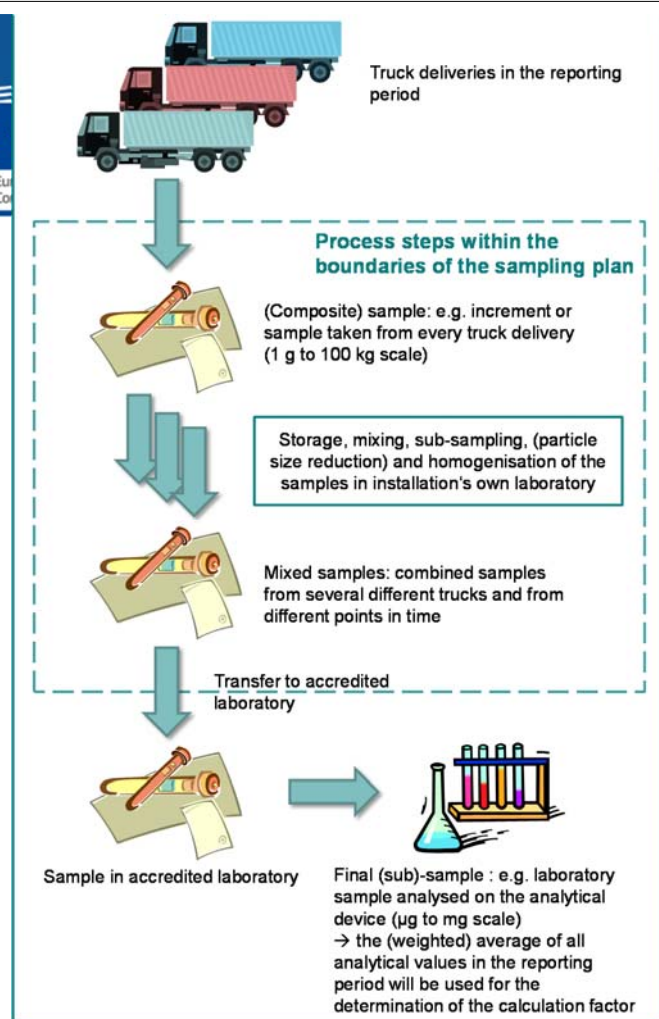 Truck deliveries in the reporting
period
Process steps within the
boundaries of the sampling plan
(Composite) sample: e.g. increment or
sample taken from every truck delivery
(1 g to 100 kg scale)
Storage, mixing, sub-sampling, (particle
size reduction) and homogenisation of the
samples in installation‘s own laboratory
Mixed samples: combined samples
from several different trucks and from
different points in time
Transfer to accredited
laboratory
Sample in accredited laboratory
Final (sub)-sample : e.g. laboratory
sample analysed on the analytical
device (µg to mg scale)
→ the (weighted) average of all
analytical values in the reporting
period will be used for the
determination of the calculation factor